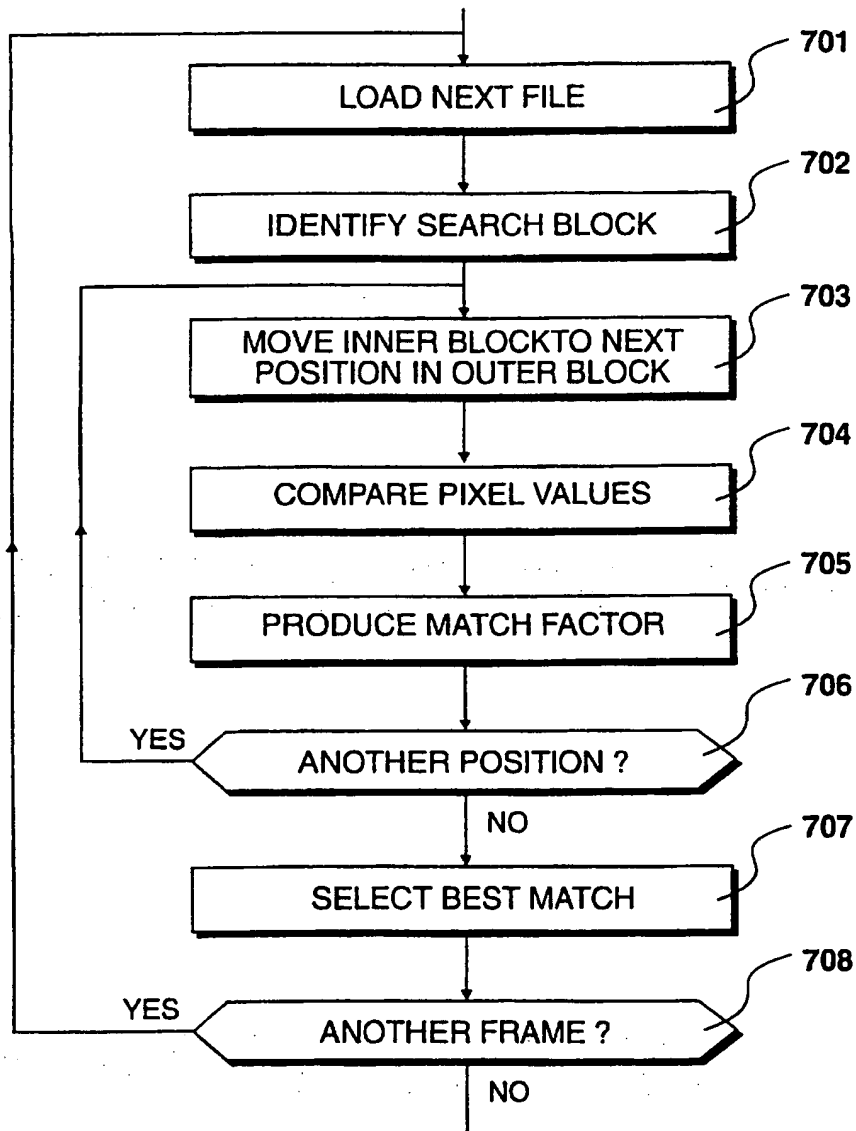 701
LOAD NEXT FILE
702
IDENTIFY SEARCH BLOCK
703
MOVE INNER BLOCKTO NEXT
POSITION IN OUTER BLOCK
704
COMPARE PIXEL VALUES
705
PRODUCE MATCH FACTOR
706
YES
ANOTHER POSITION ?
NO
707
SELECT BEST MATCH
708
YES
ANOTHER FRAME ?
NO